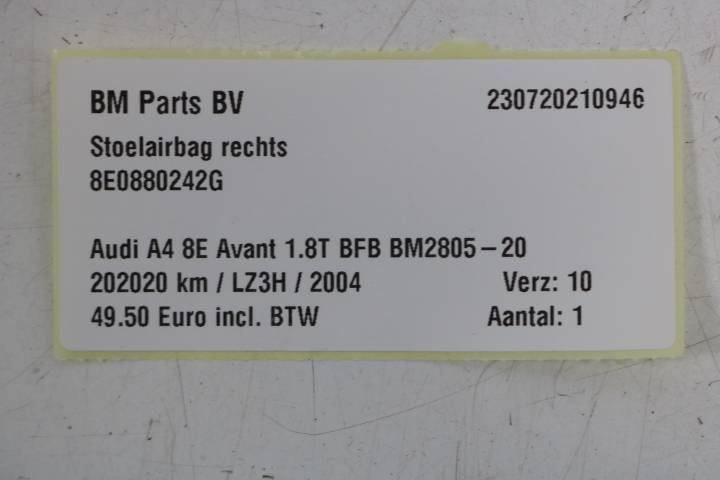 BM Parts BV 230720210946
Stoelairbag rechts
8E0880242G
Audi A4 8E Avant 1.8T BFB BM2805-20
202020 km / LZ3H / 2004 Verz: 10
49.50 Euro incl. BTW Aantal: 1